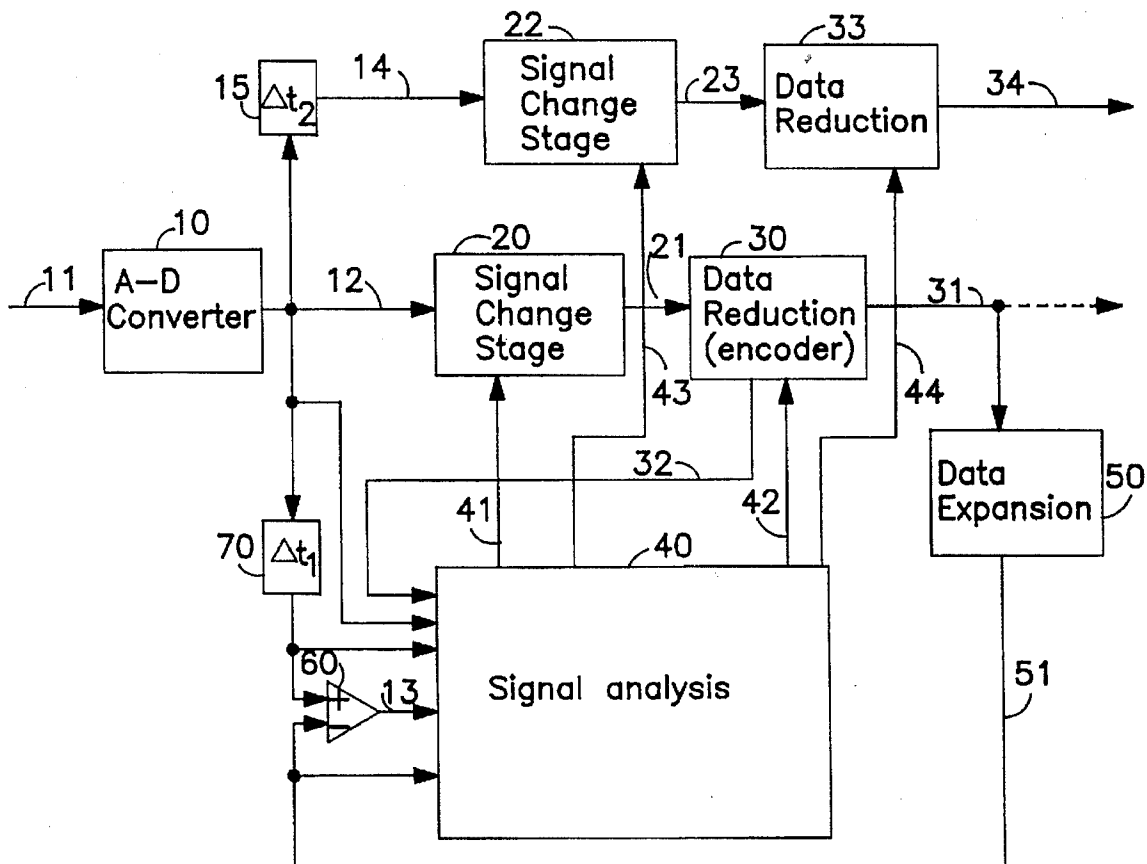 22
33
15
Δt2
14
Signal
Change
Stage
23
Data
Reduction
34
10
20
21
30
11
A-D
Converter
12
Signal
Change
Stage
Data
Reduction
(encoder)
31
43
44
32
41
42
Data
Expansion
50
70
Δt1
40
60
+
-
13
Signal analysis
51